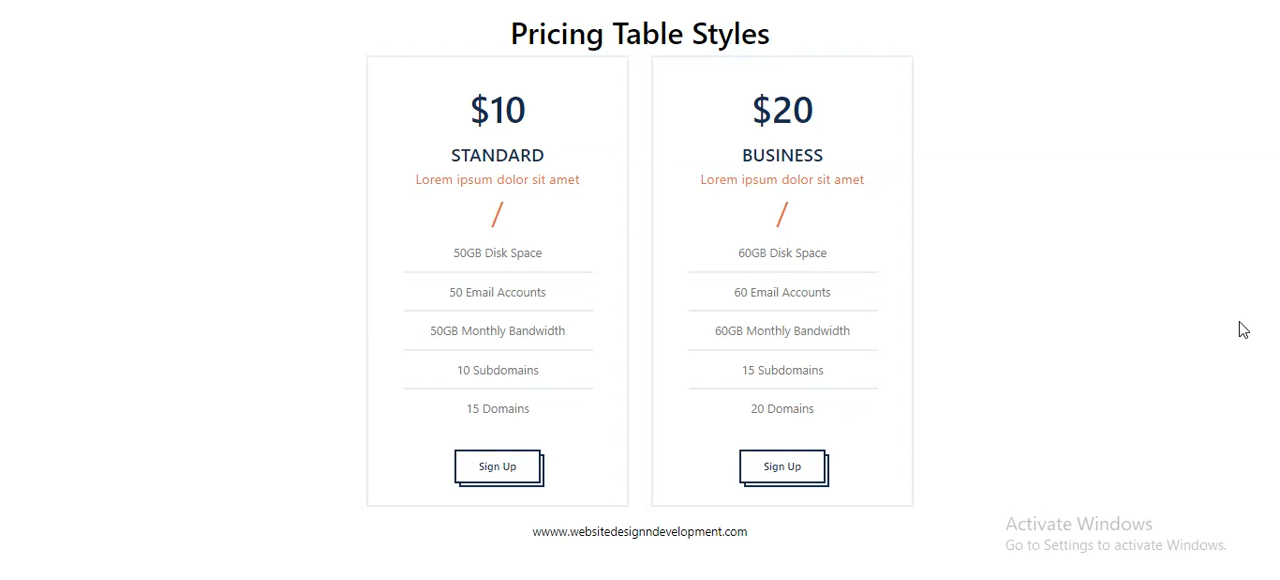 Pricing Table Styles
$10
STANDARD
Lorem ipsum dolor sit amet
/
50GB Disk Space
50 Email Accounts
50GB Monthly Bandwidth
10 Subdomains
15 Domains
Sign Up
$20
BUSINESS
Lorem ipsum dolor sit amet
/
60GB Disk Space
60 Email Accounts
60GB Monthly Bandwidth
15 Subdomains
20 Domains
Sign Up
www.websitedesignndevelopment.com
Activate Windows
Go to Settings to activate Windows.